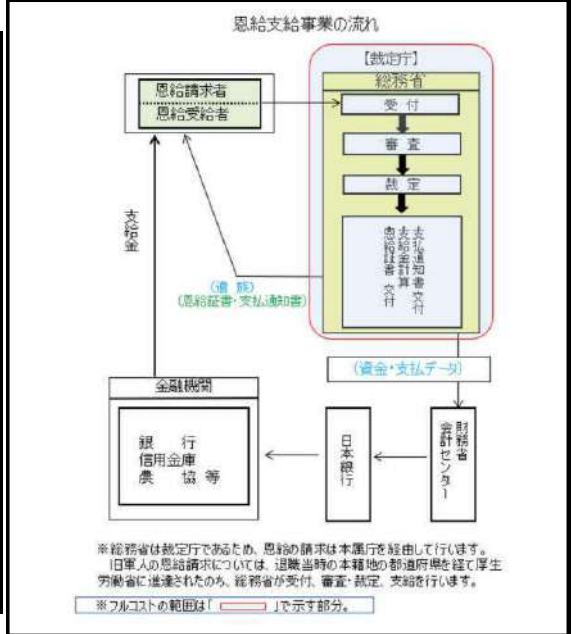 恩給支給事業の流れ
【裁定庁】
総務省
恩給請求者
恩給受給者
受 付
審 査
裁 定
支払通知書 交付
支給金計算
恩給証書 交付
支給金
(遺 族)
(恩給証書・支払通知書)
(資金・支払データ)
金融機関
銀 行
信用金庫
農 協 等
日本銀行
財務省
会計センター
※総務省は裁定庁であるため、恩給の請求は本属庁を経由して行います。
旧軍人の恩給請求については、退職当時の本籍地の都道府県を経て厚生
労働省に進達されたのち、総務省が受付、審査・裁定、支給を行います。
※フルコストの範囲は「 」で示す部分。